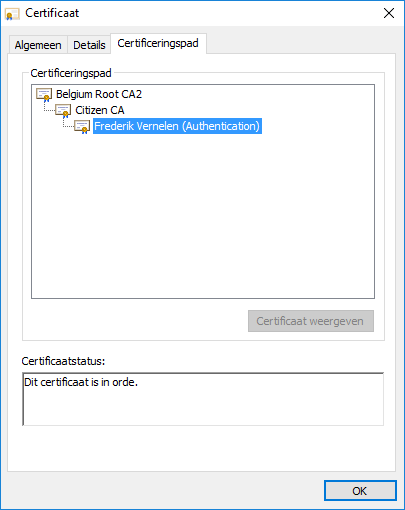 Certificaat
Algemeen Details Certificeringspad
Certificeringspad
Belgium Root CA2
Citizen CA
Frederik Vernelen (Authentication)
Certificaat weergeven
Certificaatstatus:
Dit certificaat is in orde.
OK